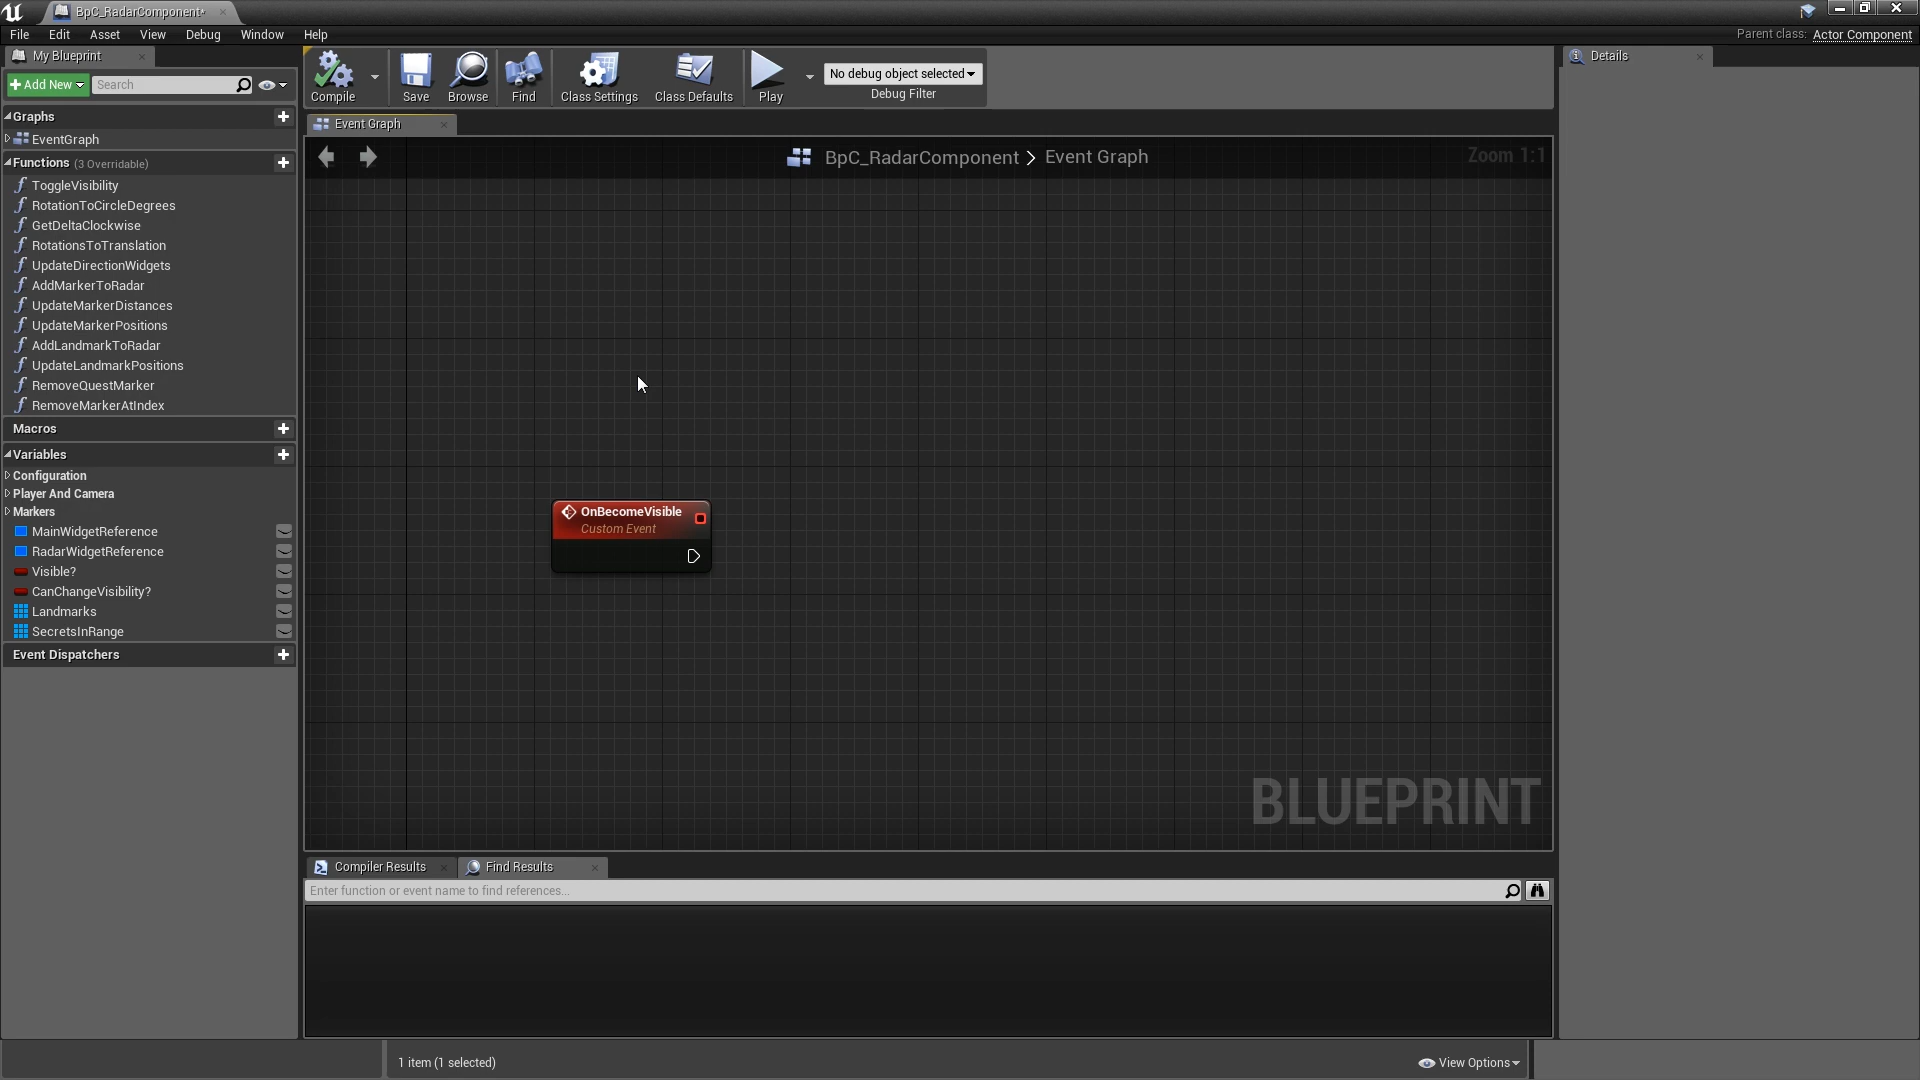 BpC_RadarComponent*
File Edit Asset View Debug Window Help
Parent class: Actor Component
My Blueprint
Add New
Search
Graphs
EventGraph
Functions (3 Overridable)
ToggleVisibility
RotationToCircleDegrees
GetDeltaClockwise
RotationsToTranslation
UpdateDirectionWidgets
AddMarkerToRadar
UpdateMarkerDistances
UpdateMarkerPositions
AddLandmarkToRadar
UpdateLandmarkPositions
RemoveQuestMarker
RemoveMarkerAtIndex
Macros
Variables
Configuration
Player And Camera
Markers
MainWidgetReference
RadarWidgetReference
Visible?
CanChangeVisibility?
Landmarks
SecretsInRange
Event Dispatchers
Compile Save Browse Find Class Settings Class Defaults Play
No debug object selected
Debug Filter
Event Graph
BpC_RadarComponent > Event Graph
Zoom 1:1
OnBecomeVisible
Custom Event
BLUEPRINT
Compiler Results
Find Results
Enter function or event name to find references...
1 item (1 selected)
View Options
Details